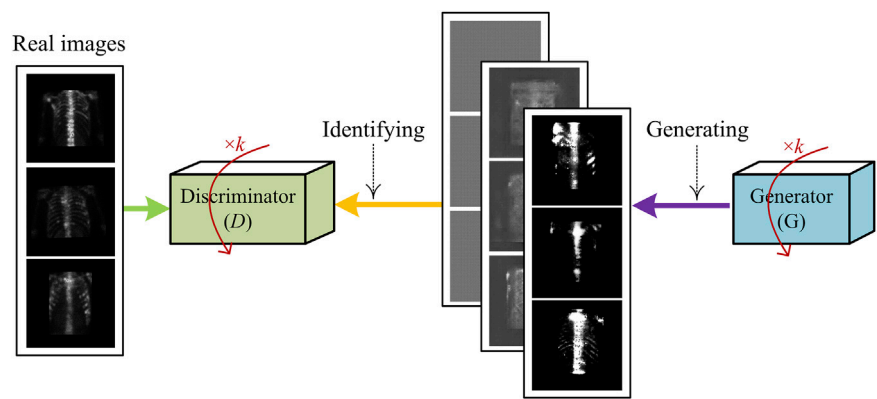 Real images
Identifying
Generating
×k
Discriminator
(D)
×k
Generator
(G)